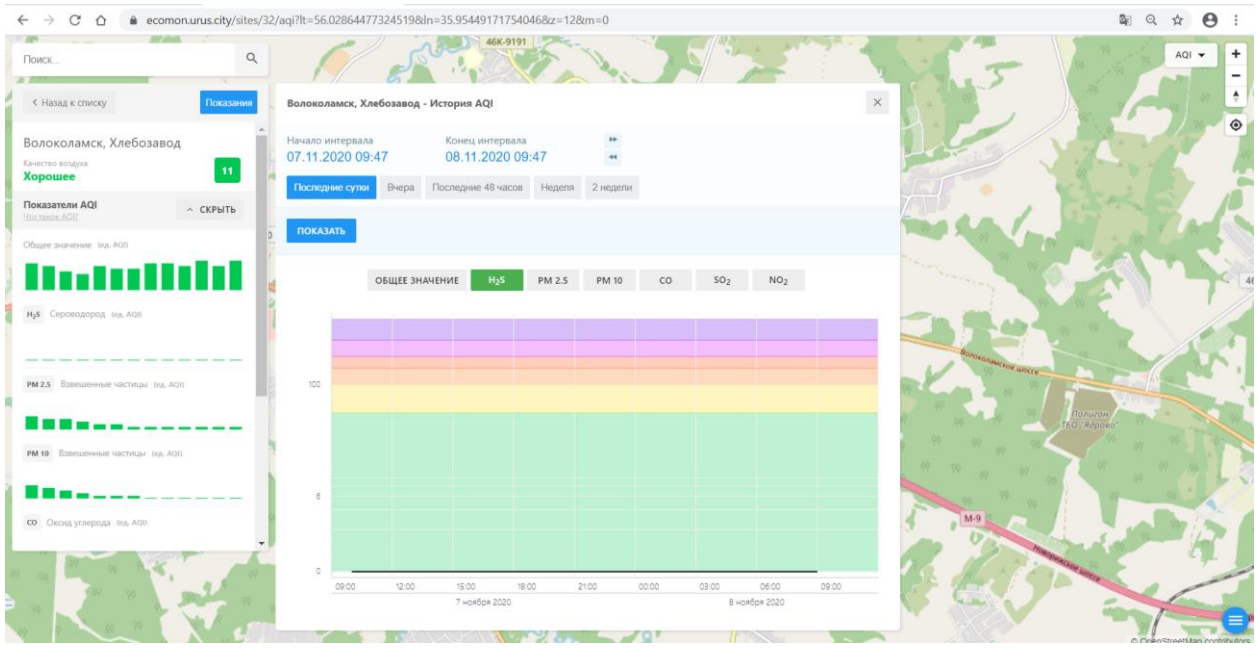 ecomon.urus.city/sites/32/aqi?lt=56.02864477324519&ln=35.95449171754046&z=12&m=0
46К-9191
Поиск...
AQI
Назад к списку
Показания
Волоколамск, Хлебозавод - История AQI
Волоколамск, Хлебозавод
Качество воздуха
Хорошее
11
Начало интервала
Конец интервала
07.11.2020 09:47
08.11.2020 09:47
Последние сутки
Вчера
Последние 48 часов
Неделя
2 недели
Показатели AQI
Что такое AQI?
СКРЫТЬ
ПОКАЗАТЬ
Общее значение (ед. AQI)
ОБЩЕЕ ЗНАЧЕНИЕ
H₂S
PM 2.5
PM 10
CO
SO₂
NO₂
H₂S Сероводород (ед. AQI)
PM 2.5 Взвешенные частицы (ед. AQI)
PM 10 Взвешенные частицы (ед. AQI)
CO Оксид углерода (ед. AQI)
100
6
0
09:00
12:00
15:00
18:00
21:00
00:00
03:00
06:00
09:00
7 ноября 2020
8 ноября 2020
46
Волоколамское шоссе
Полигон
ТБО "Ядрово"
М-9
Новорижское шоссе
© OpenStreetMap contributors